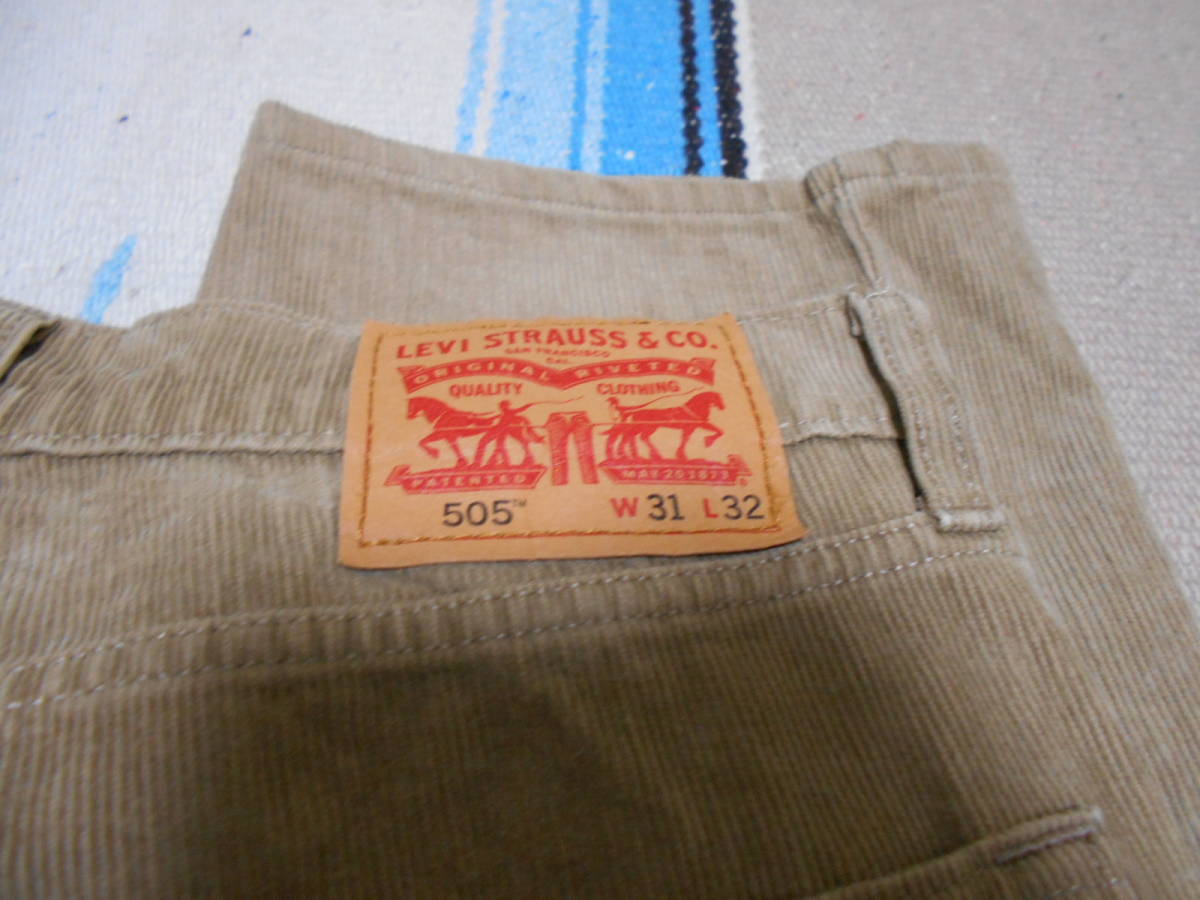 LEVI STRAUSS & CO.
SAN FRANCISCO
CAL.
ORIGINAL RIVETED
QUALITY CLOTHING
PATENTED MAY 20 1873
505™ W 31 L 32